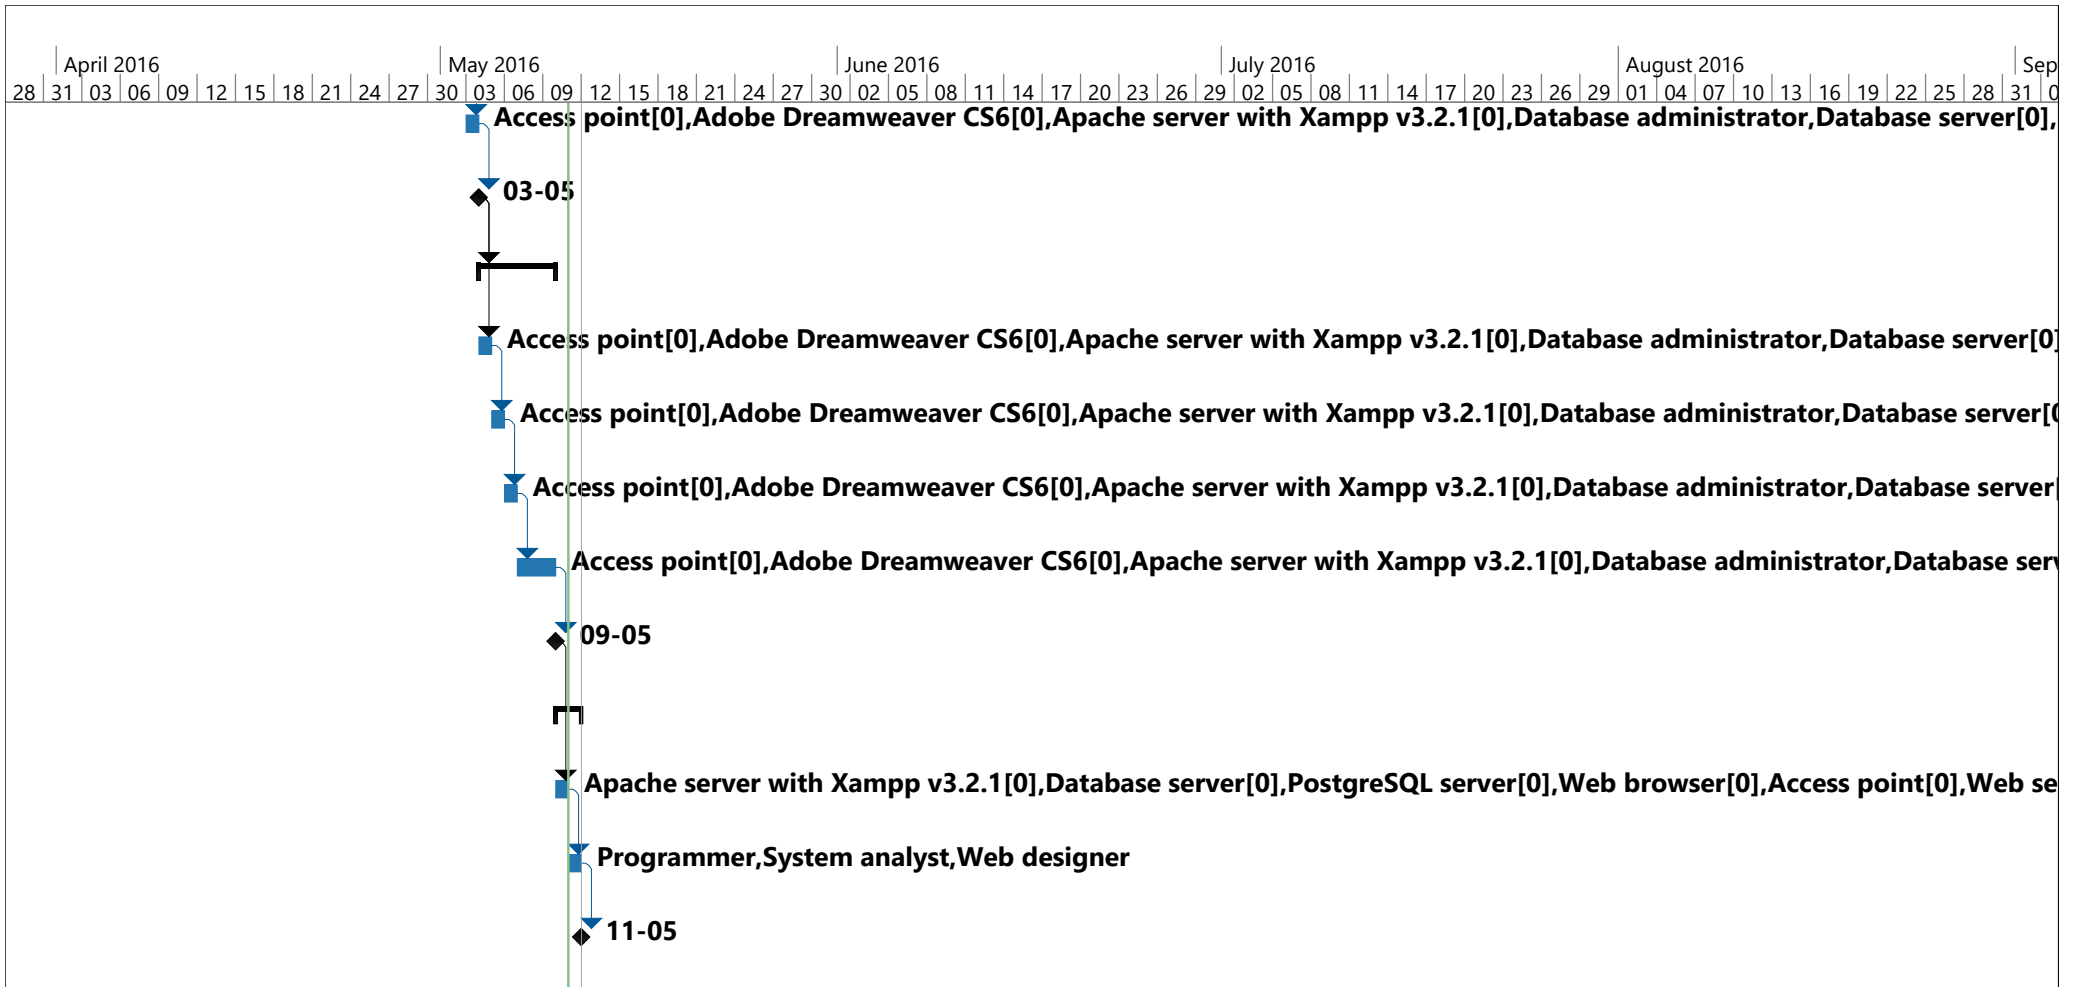 April 2016 May 2016 June 2016 July 2016 August 2016 Sep
28 31 03 06 09 12 15 18 21 24 27 30 03 06 09 12 15 18 21 24 27 30 02 05 08 11 14 17 20 23 26 29 02 05 08 11 14 17 20 23 26 29 01 04 07 10 13 16 19 22 25 28 31 0
Access point[0],Adobe Dreamweaver CS6[0],Apache server with Xampp v3.2.1[0],Database administrator,Database server[0],
03-05
Access point[0],Adobe Dreamweaver CS6[0],Apache server with Xampp v3.2.1[0],Database administrator,Database server[0]
Access point[0],Adobe Dreamweaver CS6[0],Apache server with Xampp v3.2.1[0],Database administrator,Database server[0
Access point[0],Adobe Dreamweaver CS6[0],Apache server with Xampp v3.2.1[0],Database administrator,Database server[
Access point[0],Adobe Dreamweaver CS6[0],Apache server with Xampp v3.2.1[0],Database administrator,Database serv
09-05
Apache server with Xampp v3.2.1[0],Database server[0],PostgreSQL server[0],Web browser[0],Access point[0],Web se
Programmer,System analyst,Web designer
11-05